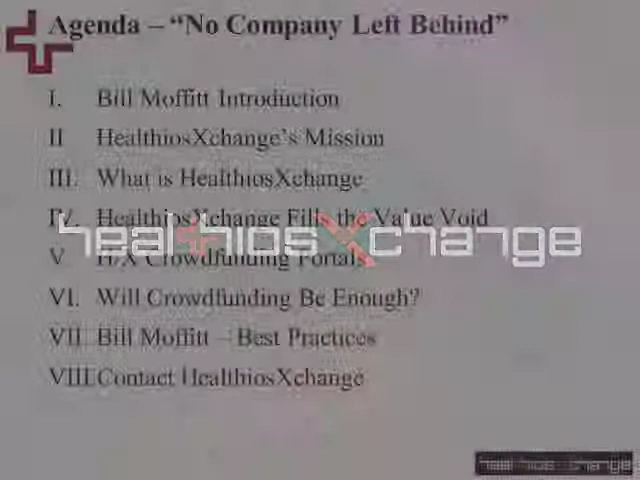 Agenda – “No Company Left Behind”
I. Bill Moffitt Introduction
II HealthiosXchange's Mission
III. What is HealthiosXchange
IV. HealthiosXchange Fills the Value Void
healthiosXchange
V H/X Crowdfunding Portals
VI. Will Crowdfunding Be Enough?
VII. Bill Moffitt – Best Practices
VIII.Contact HealthiosXchange
healthiosXchange